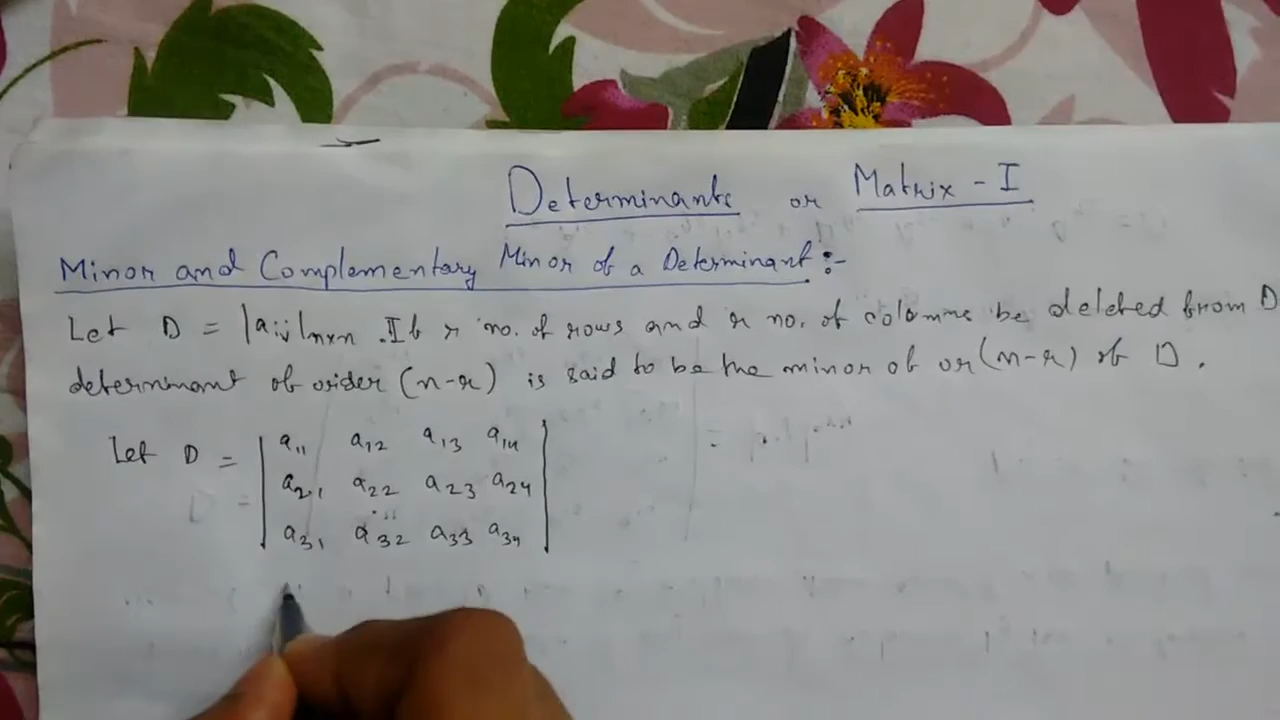 Determinants or Matrix - I
Minor and Complementary Minor of a Determinant :-
Let D = |aij|nxn . If r no. of rows and r no. of columns be deleted from D
determinant of order (n-r) is said to be the minor of or (n-r) of D .
Let D = | a11 a12 a13 a14 |
D = | a21 a22 a23 a24 |
| a31 a32 a33 a34 |